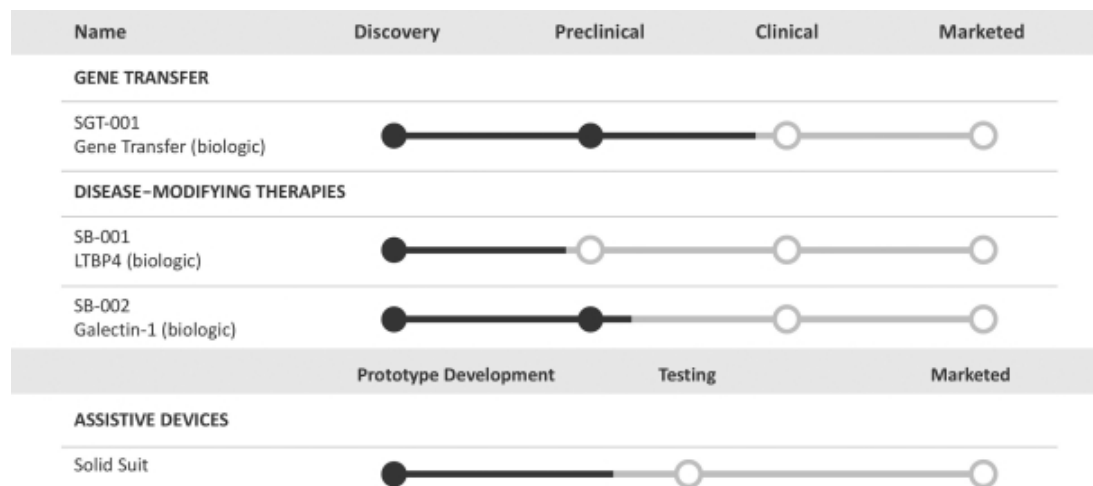 Name Discovery Preclinical Clinical Marketed
GENE TRANSFER
SGT-001
Gene Transfer (biologic)
DISEASE–MODIFYING THERAPIES
SB-001
LTBP4 (biologic)
SB-002
Galectin-1 (biologic)
Prototype Development Testing Marketed
ASSISTIVE DEVICES
Solid Suit